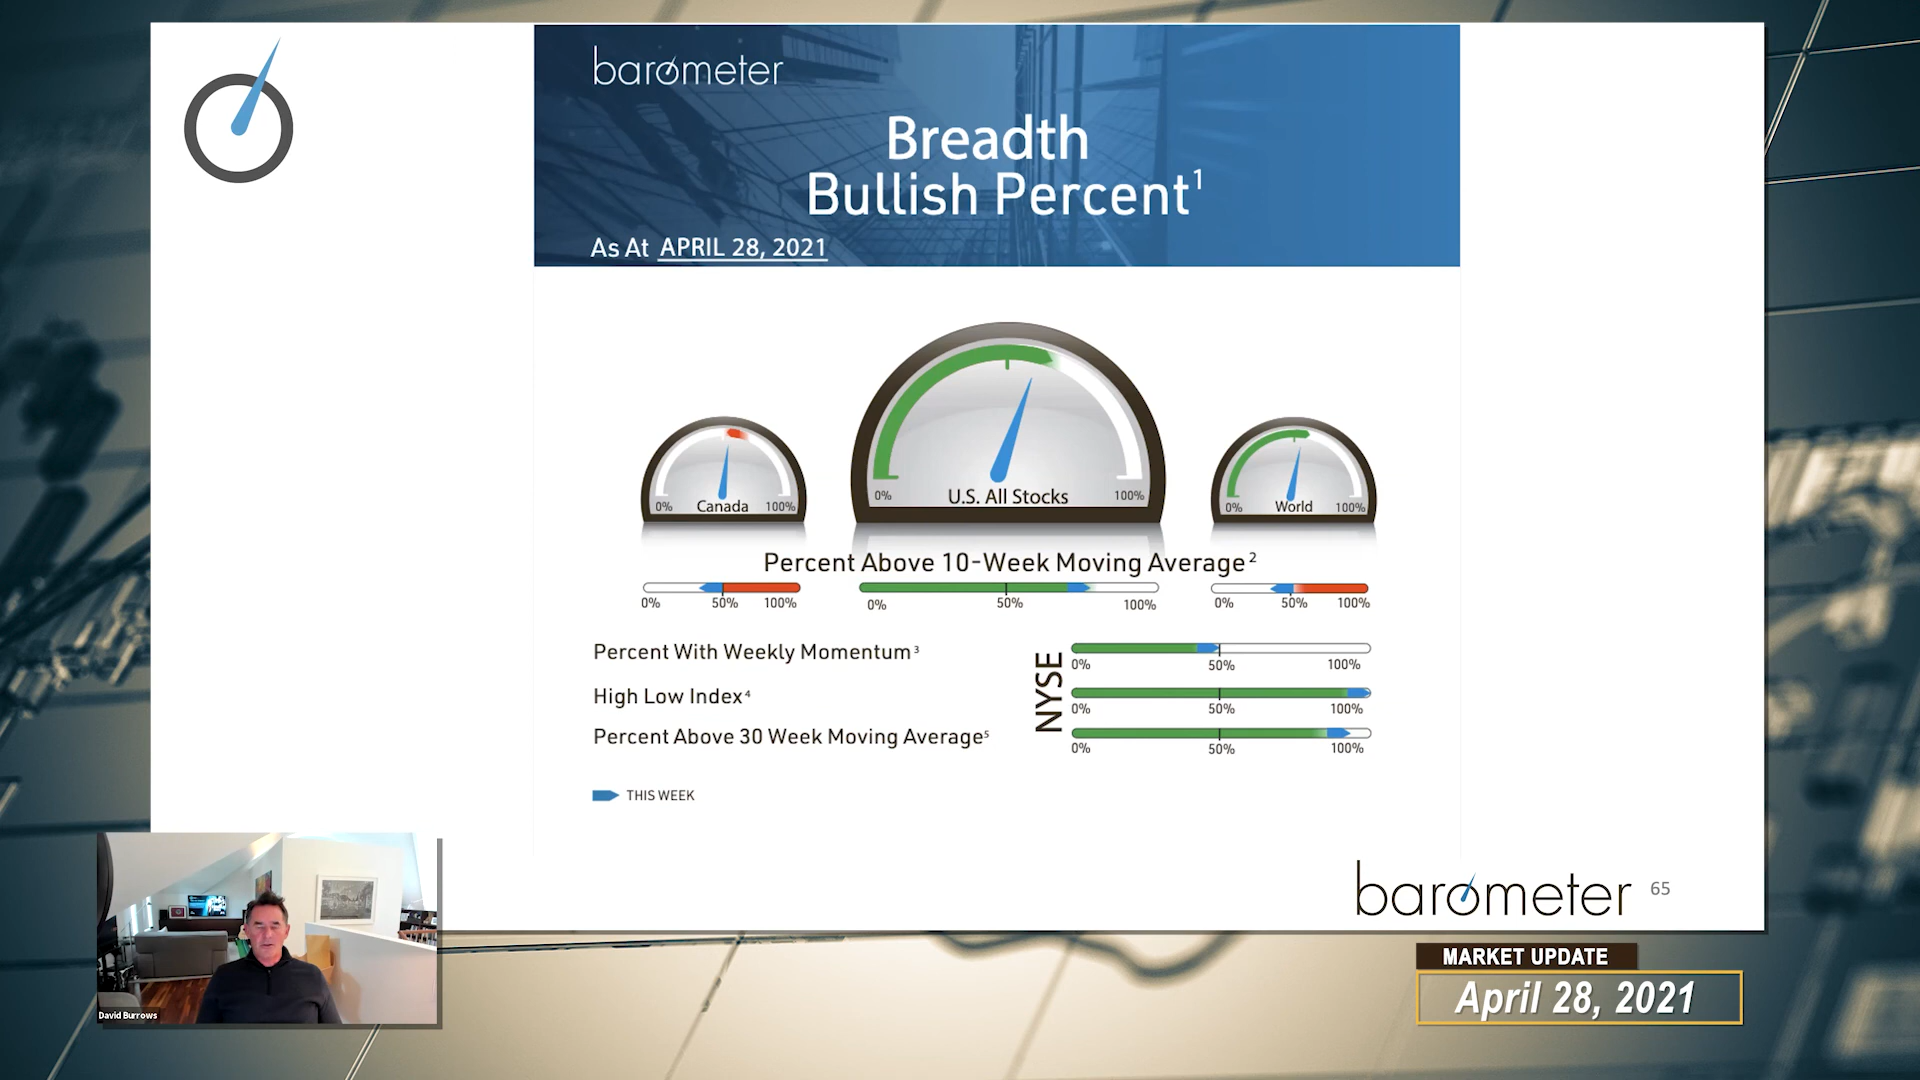 barometer
Breadth
Bullish Percent¹
As At APRIL 28, 2021
0% Canada 100%
0% U.S. All Stocks 100%
0% World 100%
Percent Above 10-Week Moving Average²
0% 50% 100%
0% 50% 100%
0% 50% 100%
Percent With Weekly Momentum³
High Low Index⁴
Percent Above 30 Week Moving Average⁵
NYSE
0% 50% 100%
0% 50% 100%
0% 50% 100%
THIS WEEK
barometer 65
David Burrows
MARKET UPDATE
April 28, 2021